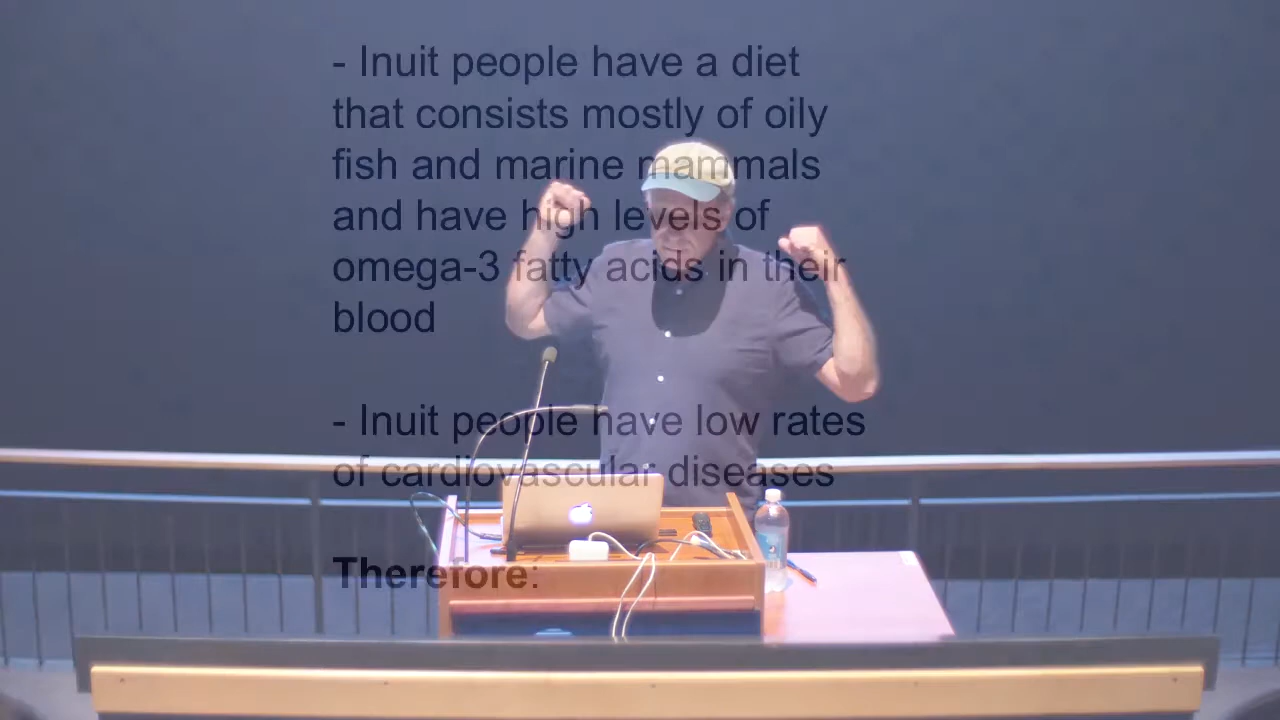 - Inuit people have a diet
that consists mostly of oily
fish and marine mammals
and have high levels of
omega-3 fatty acids in their
blood
- Inuit people have low rates
of cardiovascular diseases
Therefore: